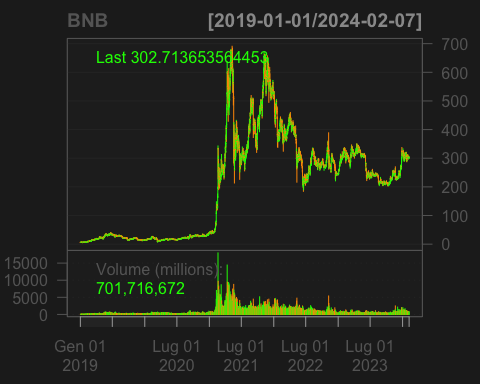 BNB [2019-01-01/2024-02-07]
Last 302.713653564453
700
600
500
400
300
200
100
0
Volume (millions):
701,716,672
15000
10000
5000
0
Gen 01 2019
Lug 01 2020
Lug 01 2021
Lug 01 2022
Lug 01 2023